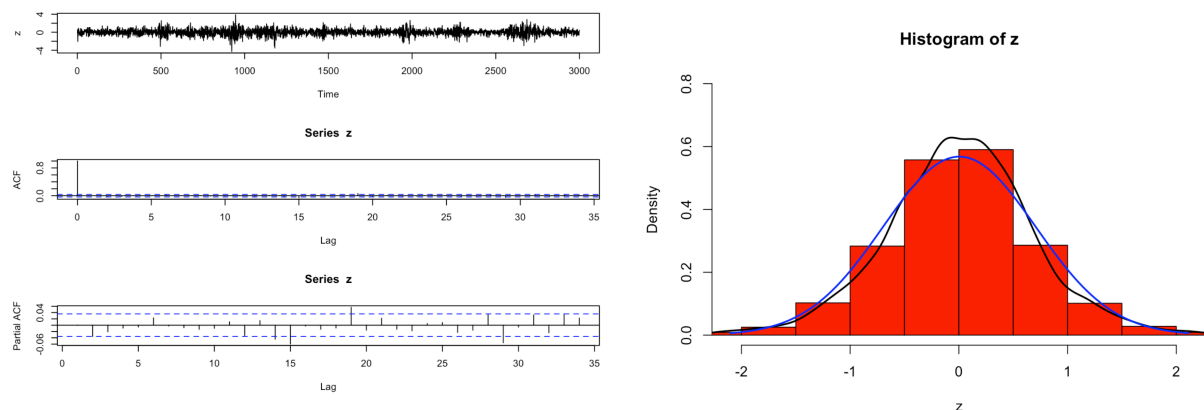 z
4
0
-4
0 500 1000 1500 2000 2500 3000
Time
Series z
ACF
0.8
0.0
0 5 10 15 20 25 30 35
Lag
Series z
Partial ACF
0.04
-0.06
0 5 10 15 20 25 30 35
Lag
Histogram of z
Density
0.8
0.6
0.4
0.2
0.0
-2 -1 0 1 2
z